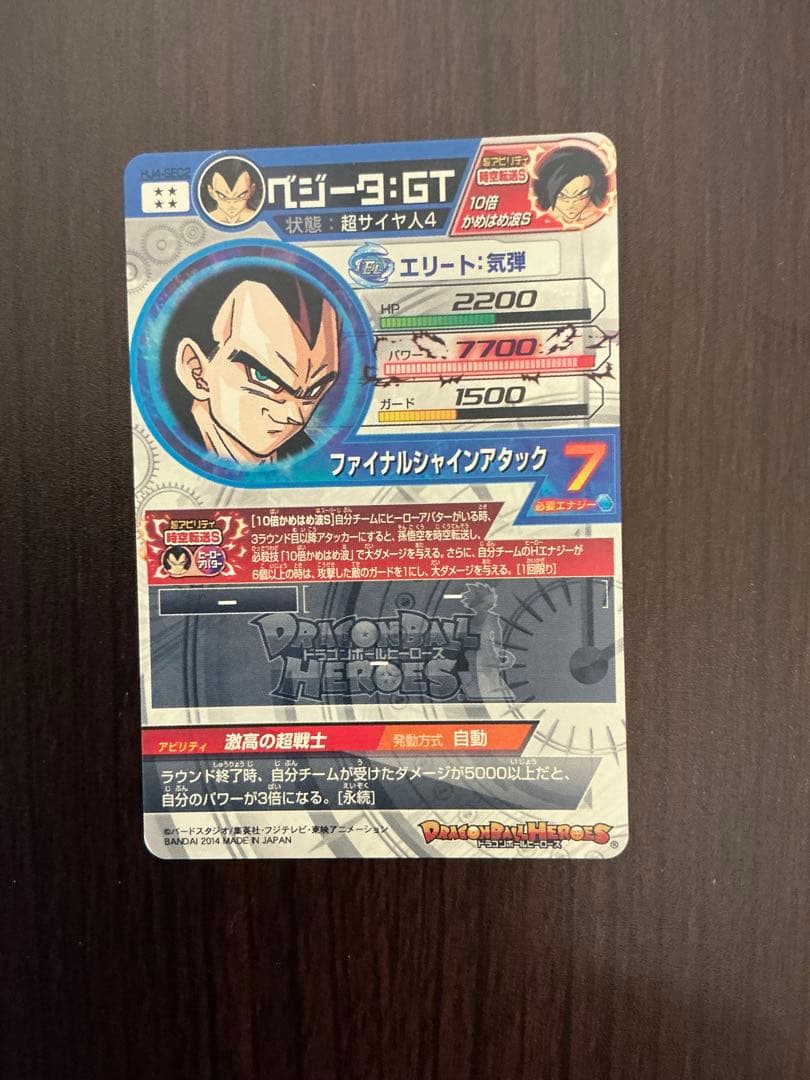 HJ4-SEC2
ベジータ:GT
状態:超サイヤ人4
超アビリティ
時空転送S
10倍
かめはめ波S
エリート:気弾
HP 2200
パワー 7700
ガード 1500
ファイナルシャインアタック 7
必要エナジー
超アビリティ
時空転送S
ヒーローアバター
[10倍かめはめ波S]自分チームにヒーローアバターがいる時、
3ラウンド目以降アタッカーにすると、孫悟空を時空転送し、
必殺技「10倍かめはめ波」で大ダメージを与える。さらに、自分チームのHエナジーが
6個以上の時は、攻撃した敵のガードを1にし、大ダメージを与える。[1回限り]
ー ー
DRAGONBALL
ドラゴンボールヒーローズ
HEROES
ー
アビリティ 激高の超戦士 発動方式 自動
ラウンド終了時、自分チームが受けたダメージが5000以上だと、
自分のパワーが3倍になる。[永続]
©バードスタジオ/集英社・フジテレビ・東映アニメーション
BANDAI 2014 MADE IN JAPAN
DRAGONBALL HEROES
ドラゴンボールヒーローズ ®